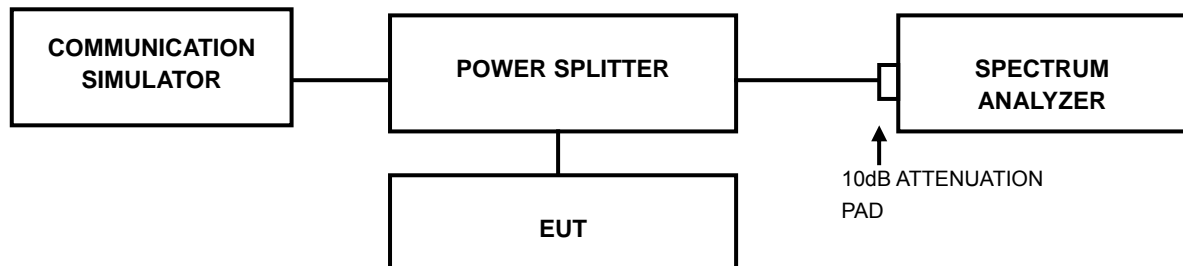 COMMUNICATION
SIMULATOR
POWER SPLITTER
SPECTRUM
ANALYZER
10dB ATTENUATION
PAD
EUT